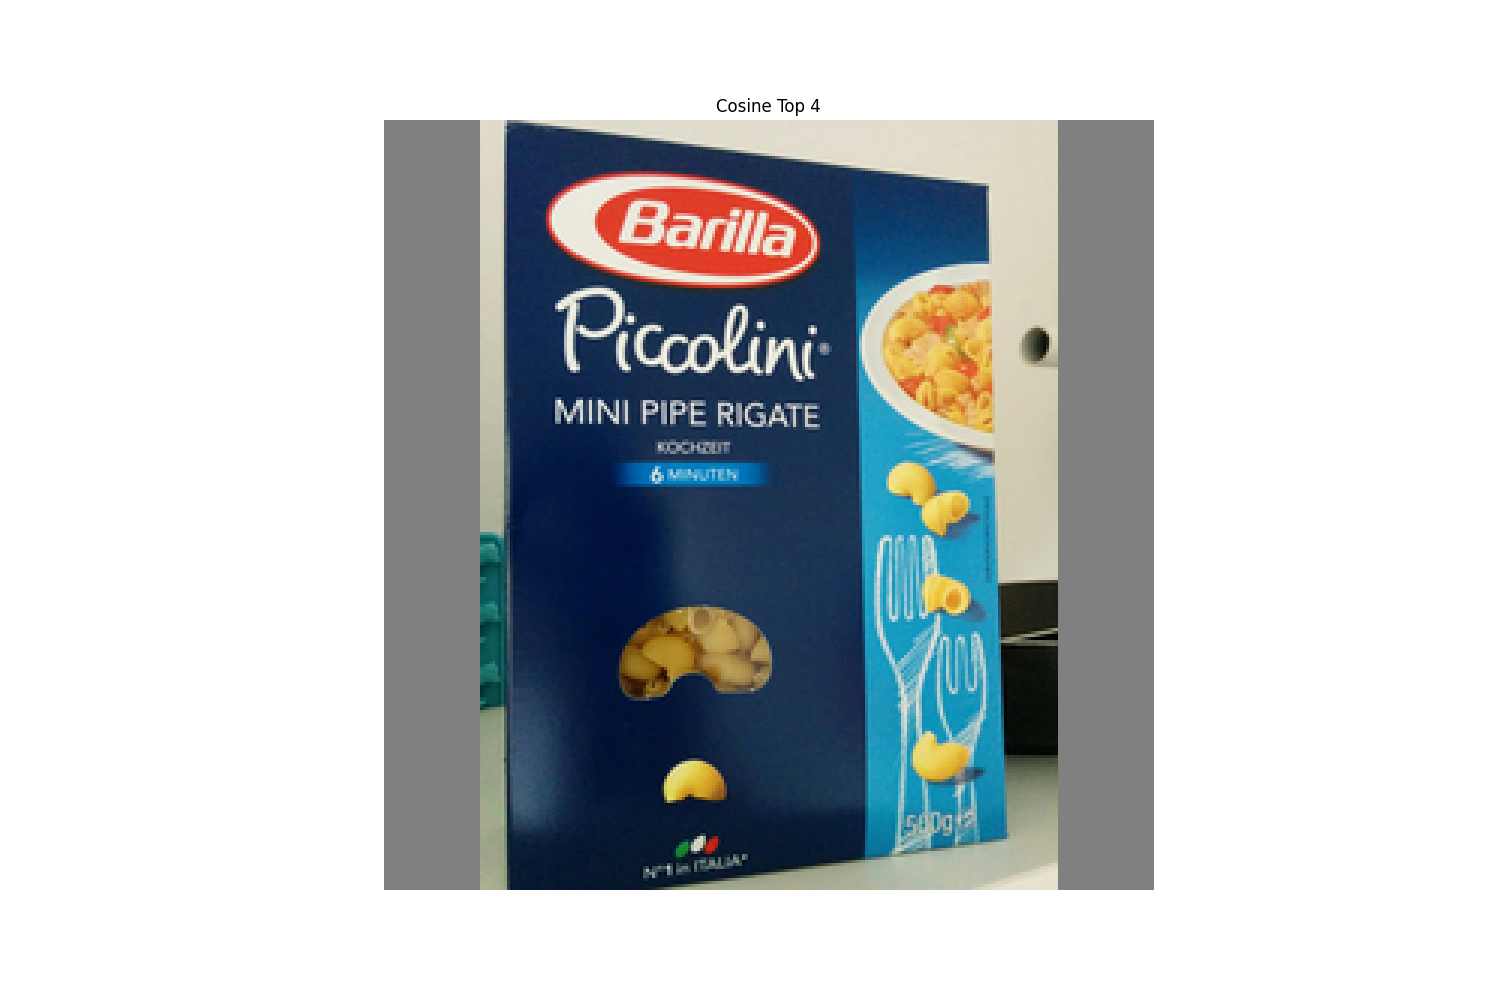 Cosine Top 4
Barilla
Piccolini®
MINI PIPE RIGATE
KOCHZEIT
6 MINUTEN
500g e
N°1 in ITALIA*